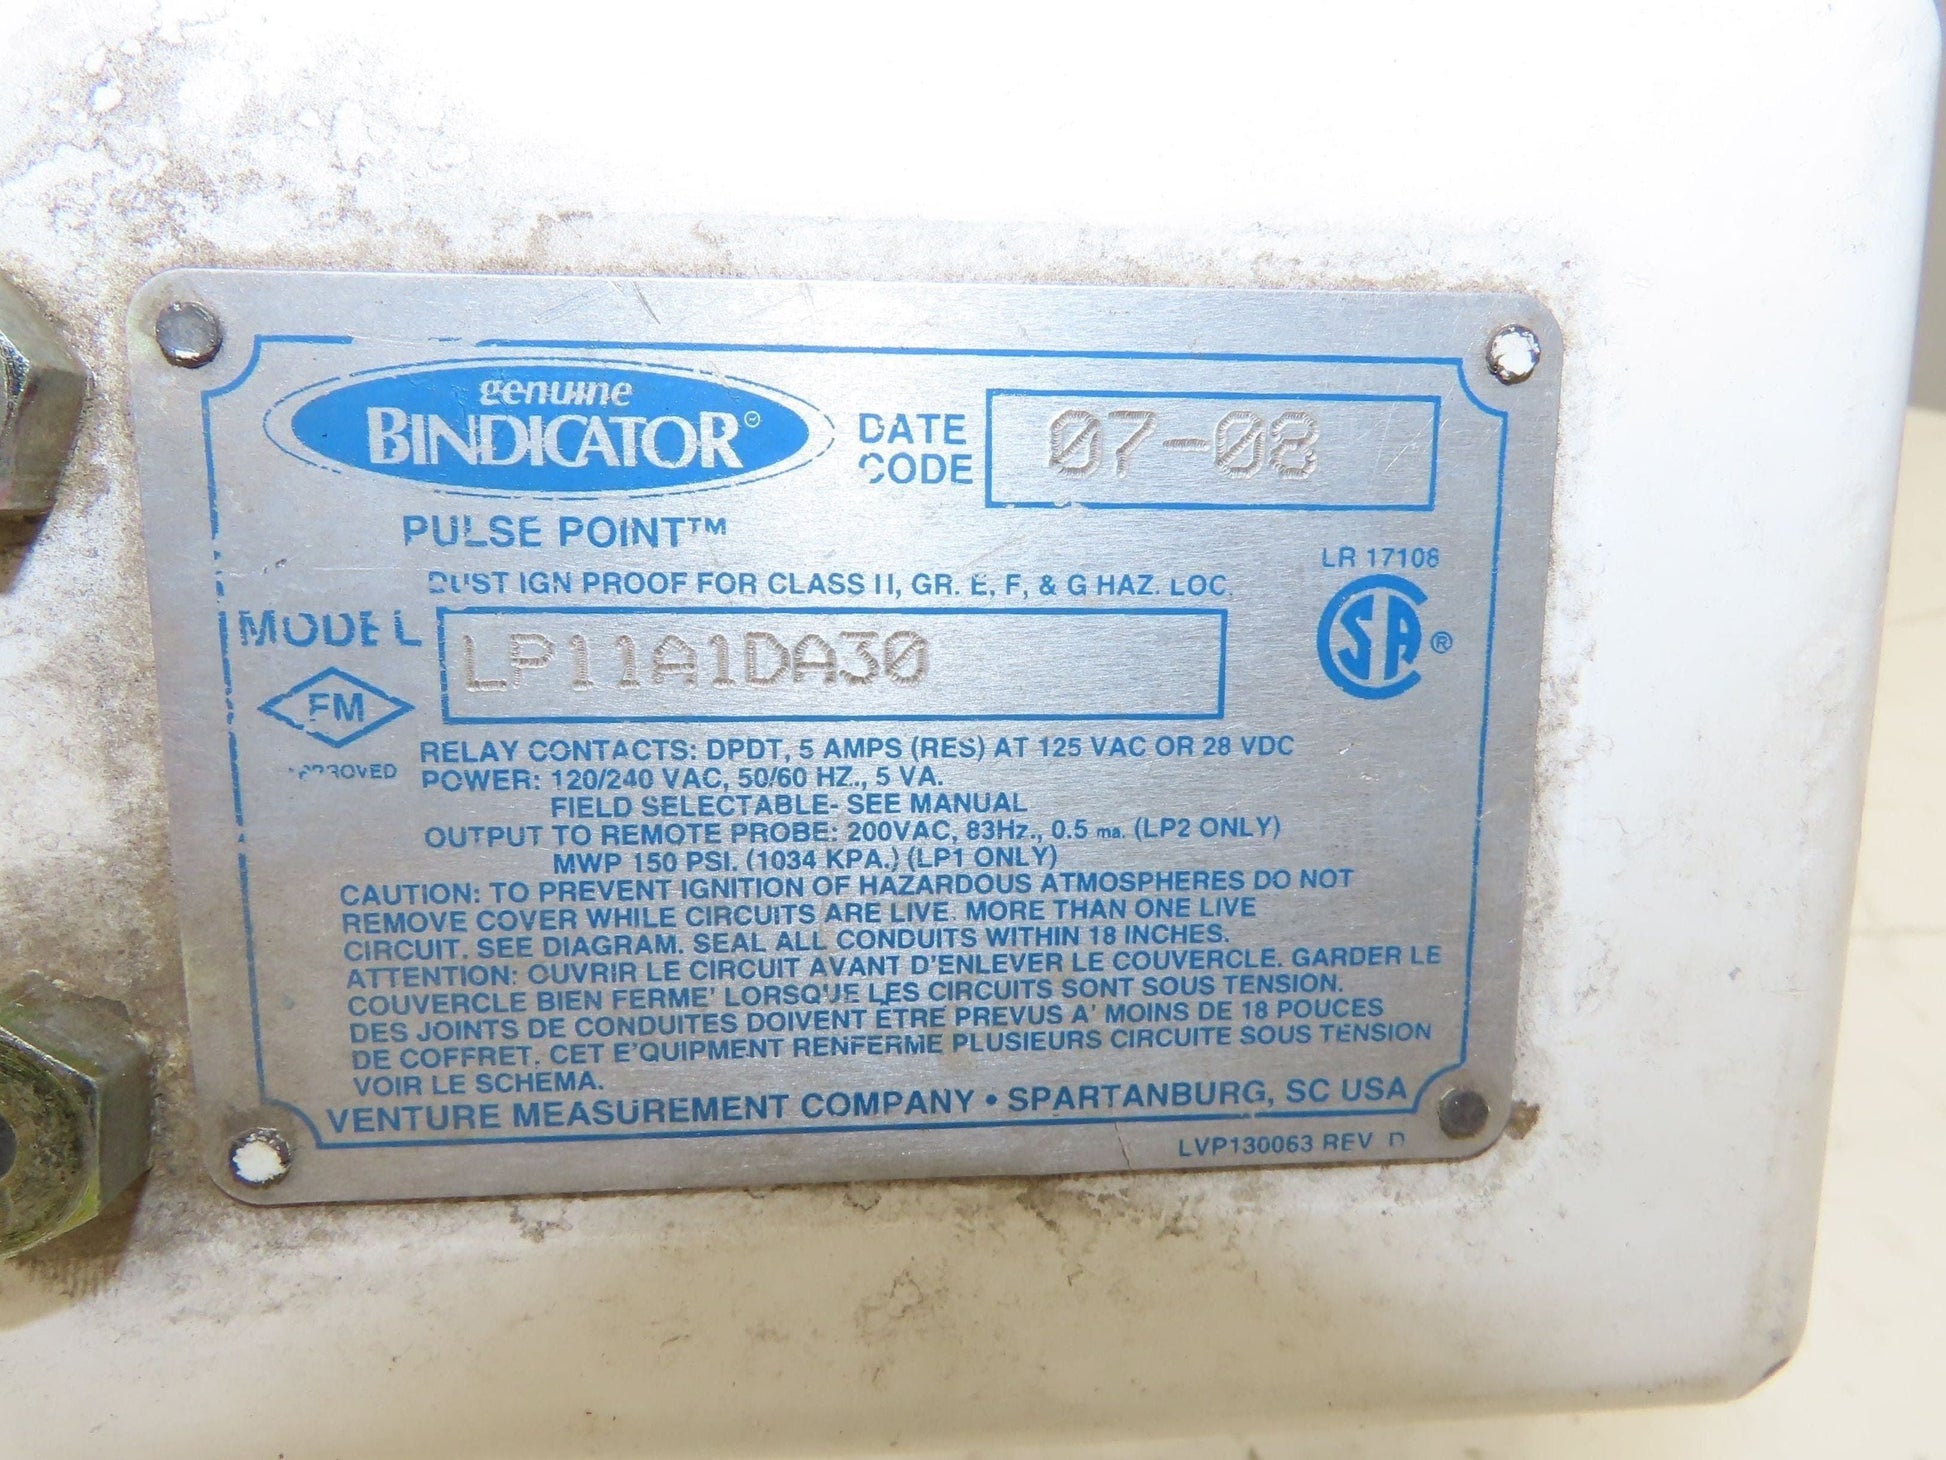 genuine
BINDICATOR
DATE
CODE
07-08
PULSE POINT™
LR 17108
DUST IGN PROOF FOR CLASS II, GR. E, F, & G HAZ. LOC.
MODEL
LP11A1DA30
SA ®
FM
APPROVED
RELAY CONTACTS: DPDT, 5 AMPS (RES) AT 125 VAC OR 28 VDC
POWER: 120/240 VAC, 50/60 HZ., 5 VA.
FIELD SELECTABLE- SEE MANUAL
OUTPUT TO REMOTE PROBE: 200VAC, 83Hz., 0.5 ma. (LP2 ONLY)
MWP 150 PSI. (1034 KPA.) (LP1 ONLY)
CAUTION: TO PREVENT IGNITION OF HAZARDOUS ATMOSPHERES DO NOT
REMOVE COVER WHILE CIRCUITS ARE LIVE. MORE THAN ONE LIVE
CIRCUIT. SEE DIAGRAM. SEAL ALL CONDUITS WITHIN 18 INCHES.
ATTENTION: OUVRIR LE CIRCUIT AVANT D'ENLEVER LE COUVERCLE. GARDER LE
COUVERCLE BIEN FERME' LORSQUE LES CIRCUITS SONT SOUS TENSION.
DES JOINTS DE CONDUITES DOIVENT ETRE PREVUS A' MOINS DE 18 POUCES
DE COFFRET. CET E'QUIPMENT RENFERME PLUSIEURS CIRCUITE SOUS TENSION
VOIR LE SCHEMA.
VENTURE MEASUREMENT COMPANY • SPARTANBURG, SC USA
LVP130063 REV D